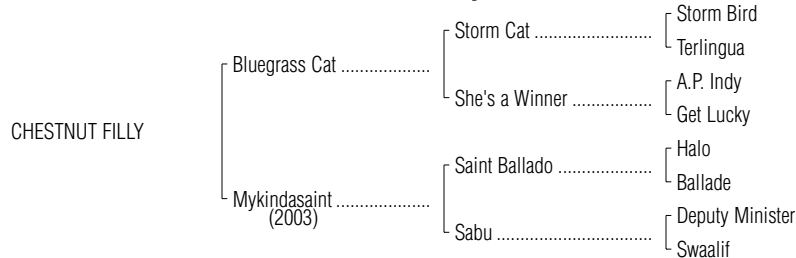 Storm Bird
Storm Cat ........................
Terlingua
Bluegrass Cat ...................
A.P. Indy
She's a Winner ................
Get Lucky
CHESTNUT FILLY
Halo
Saint Ballado ...................
Ballade
Mykindasaint ....................
(2003)
Deputy Minister
Sabu ................................
Swaalif